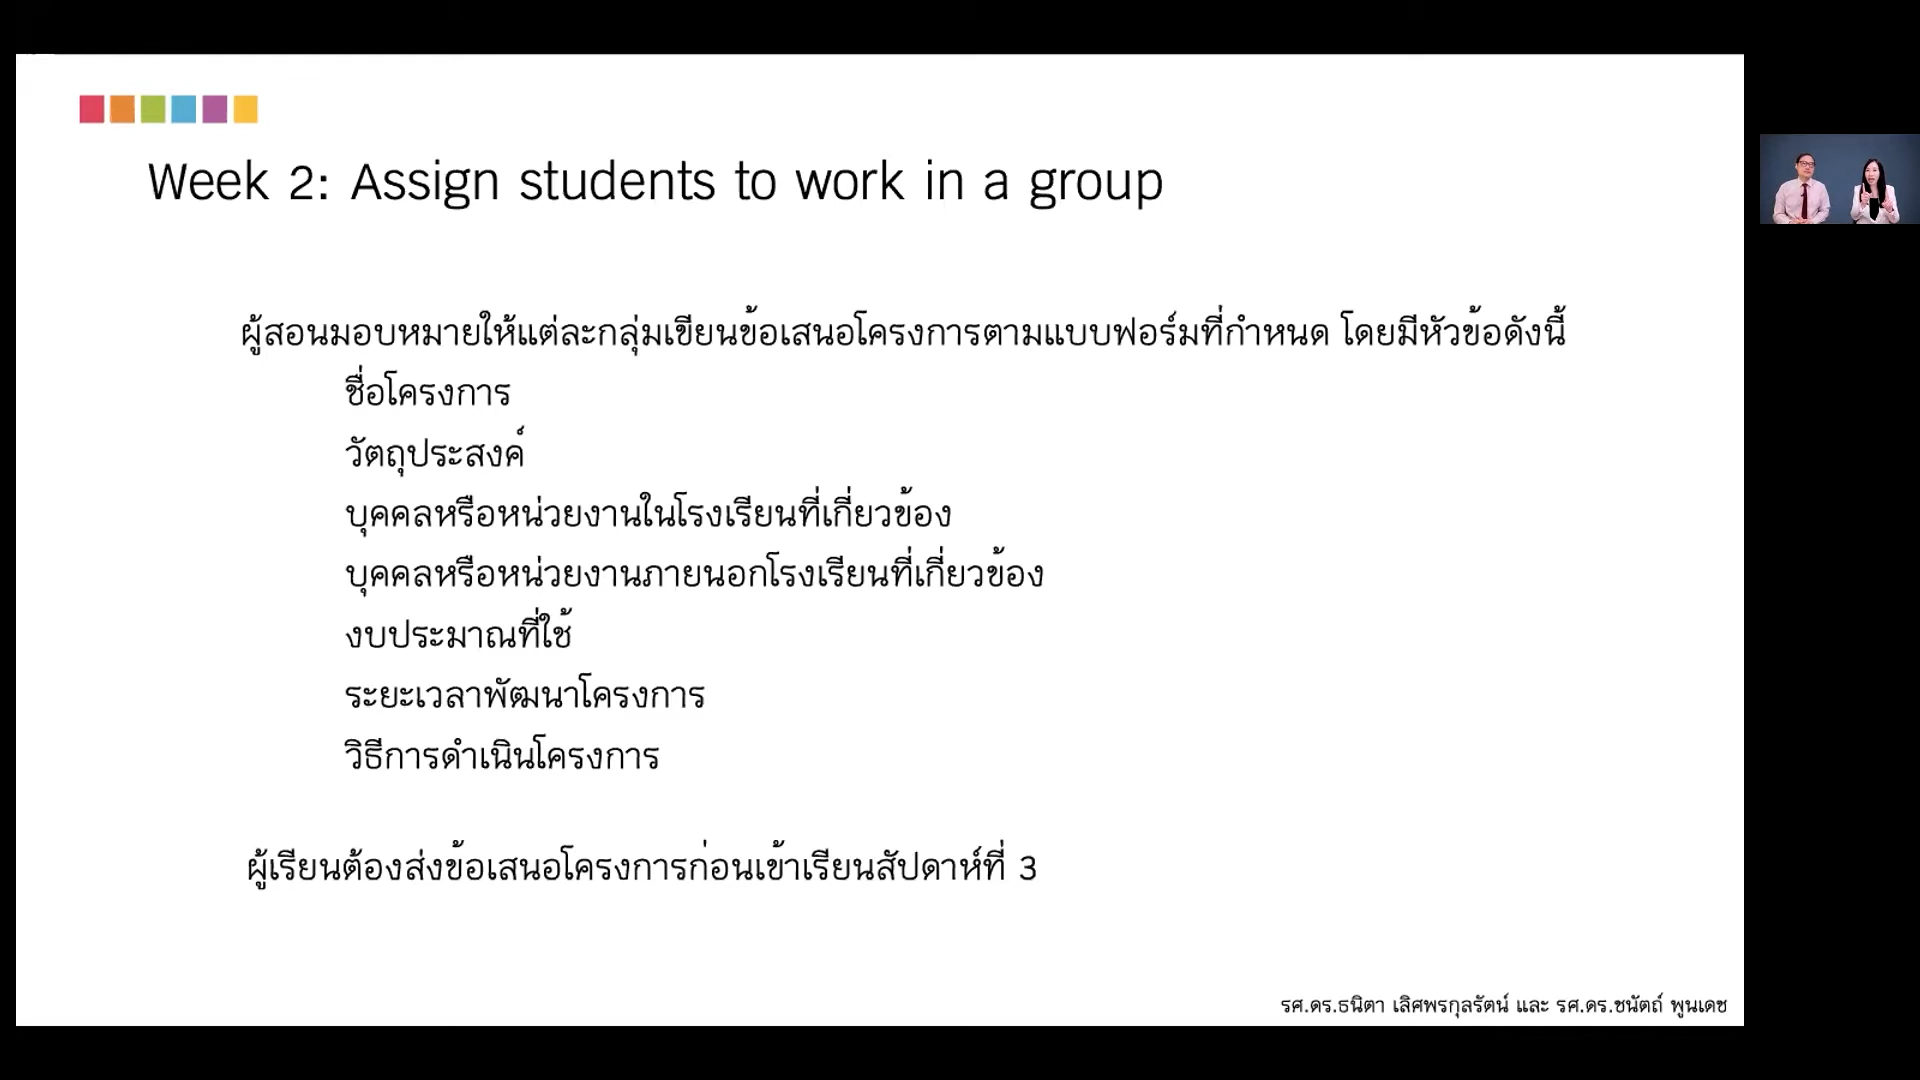 Week 2: Assign students to work in a group
ผู้สอนมอบหมายให้แต่ละกลุ่มเขียนข้อเสนอโครงการตามแบบฟอร์มที่กำหนด โดยมีหัวข้อดังนี้
ชื่อโครงการ
วัตถุประสงค์
บุคคลหรือหน่วยงานในโรงเรียนที่เกี่ยวข้อง
บุคคลหรือหน่วยงานภายนอกโรงเรียนที่เกี่ยวข้อง
งบประมาณที่ใช้
ระยะเวลาพัฒนาโครงการ
วิธีการดำเนินโครงการ
ผู้เรียนต้องส่งข้อเสนอโครงการก่อนเข้าเรียนสัปดาห์ที่ 3
รศ.ดร.ธนิตา เลิศพรกุลรัตน์ และ รศ.ดร.ชนัตถ์ พูนเดช